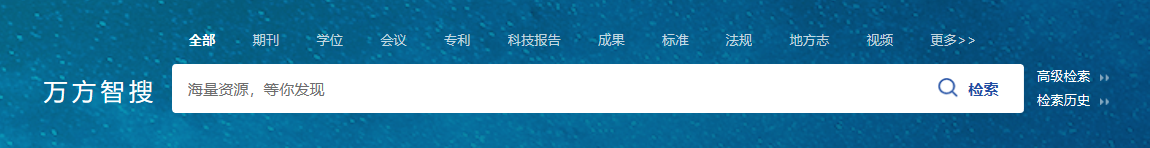 全部 期刊 学位 会议 专利 科技报告 成果 标准 法规 地方志 视频 更多>>
万方智搜 海量资源，等你发现 检索
高级检索
检索历史